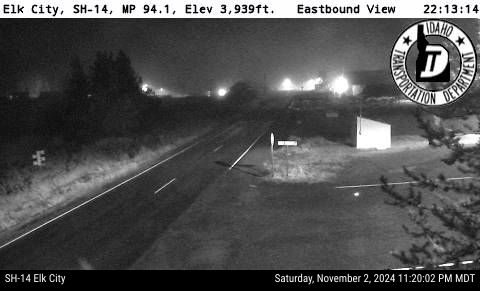 Elk City, SH-14, MP 94.1, Elev 3,939ft. Eastbound View 22:13:14
IDAHO
TRANSPORTATION DEPARTMENT
SH-14 Elk City Saturday, November 2, 2024 11:20:02 PM MDT